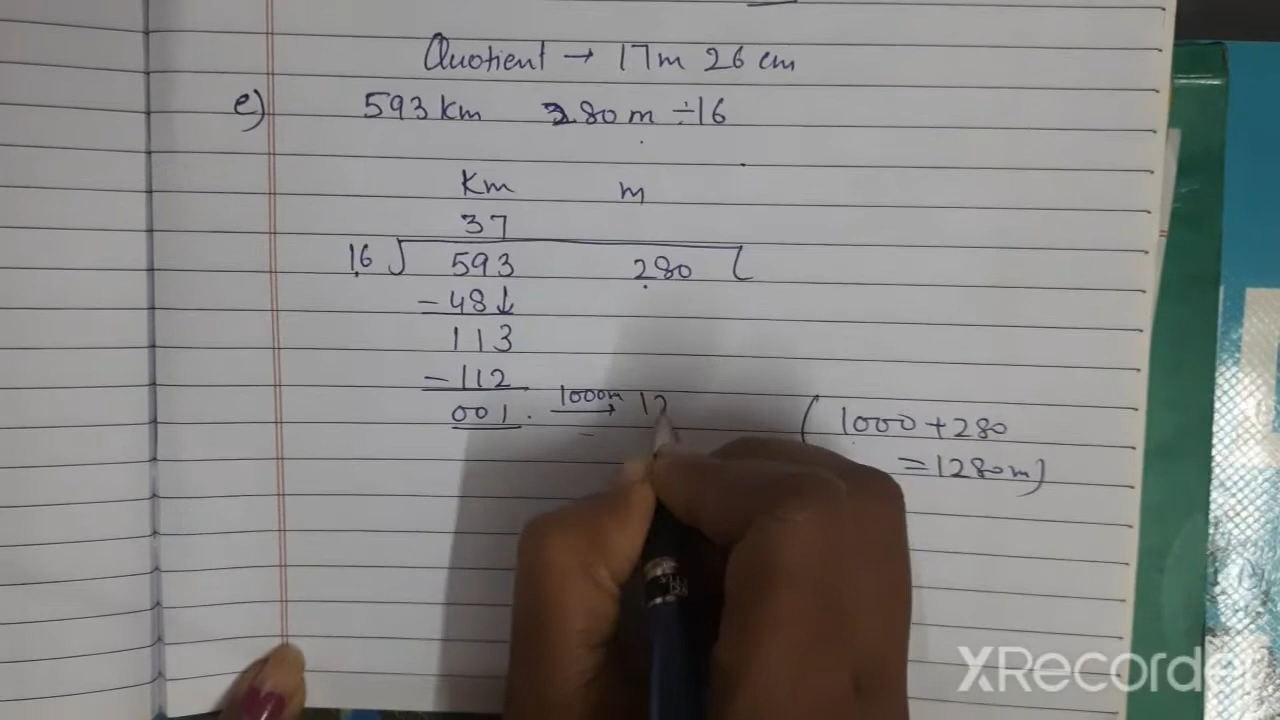 Quotient → 17m 26 cm
e) 593 Km 280 m ÷16
Km m
37
16 593 280
-48↓
113
-112
001 . 1000m → 12
(1000+280
=1280m)
XRecorder